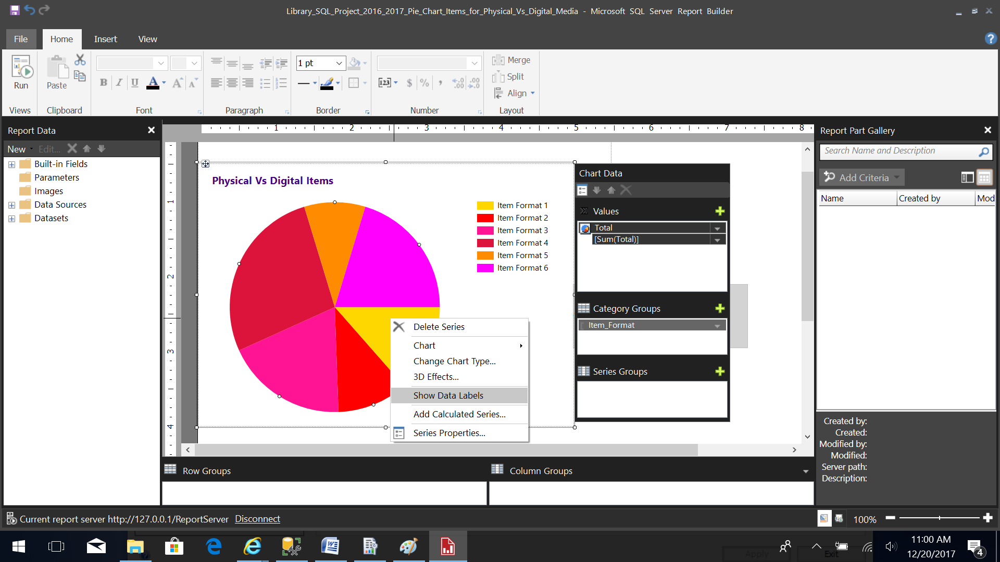 Library_SQL_Project_2016_2017_Pie_Chart_Items_for_Physical_Vs_Digital_Media - Microsoft SQL Server Report Builder
File Home Insert View
Run
Paste
B I U A A A
1 pt
[123] $ % ,
Merge
Split
Align
Views Clipboard Font Paragraph Border Number Layout
Report Data
New Edit...
Built-in Fields
Parameters
Images
Data Sources
Datasets
1 2 3 4 5 6 7 8
1
2
3
4
Physical Vs Digital Items
Item Format 1
Item Format 2
Item Format 3
Item Format 4
Item Format 5
Item Format 6
Delete Series
Chart
Change Chart Type...
3D Effects...
Show Data Labels
Add Calculated Series...
Series Properties...
Chart Data
Values
Total
[Sum(Total)]
Category Groups
Item_Format
Series Groups
Row Groups
Column Groups
Report Part Gallery
Search Name and Description
Add Criteria
Name Created by Mod
Created by:
Created:
Modified by:
Modified:
Server path:
Description:
Current report server http://127.0.0.1/ReportServer Disconnect
100%
Apply
Exit
11:00 AM
12/20/2017
4